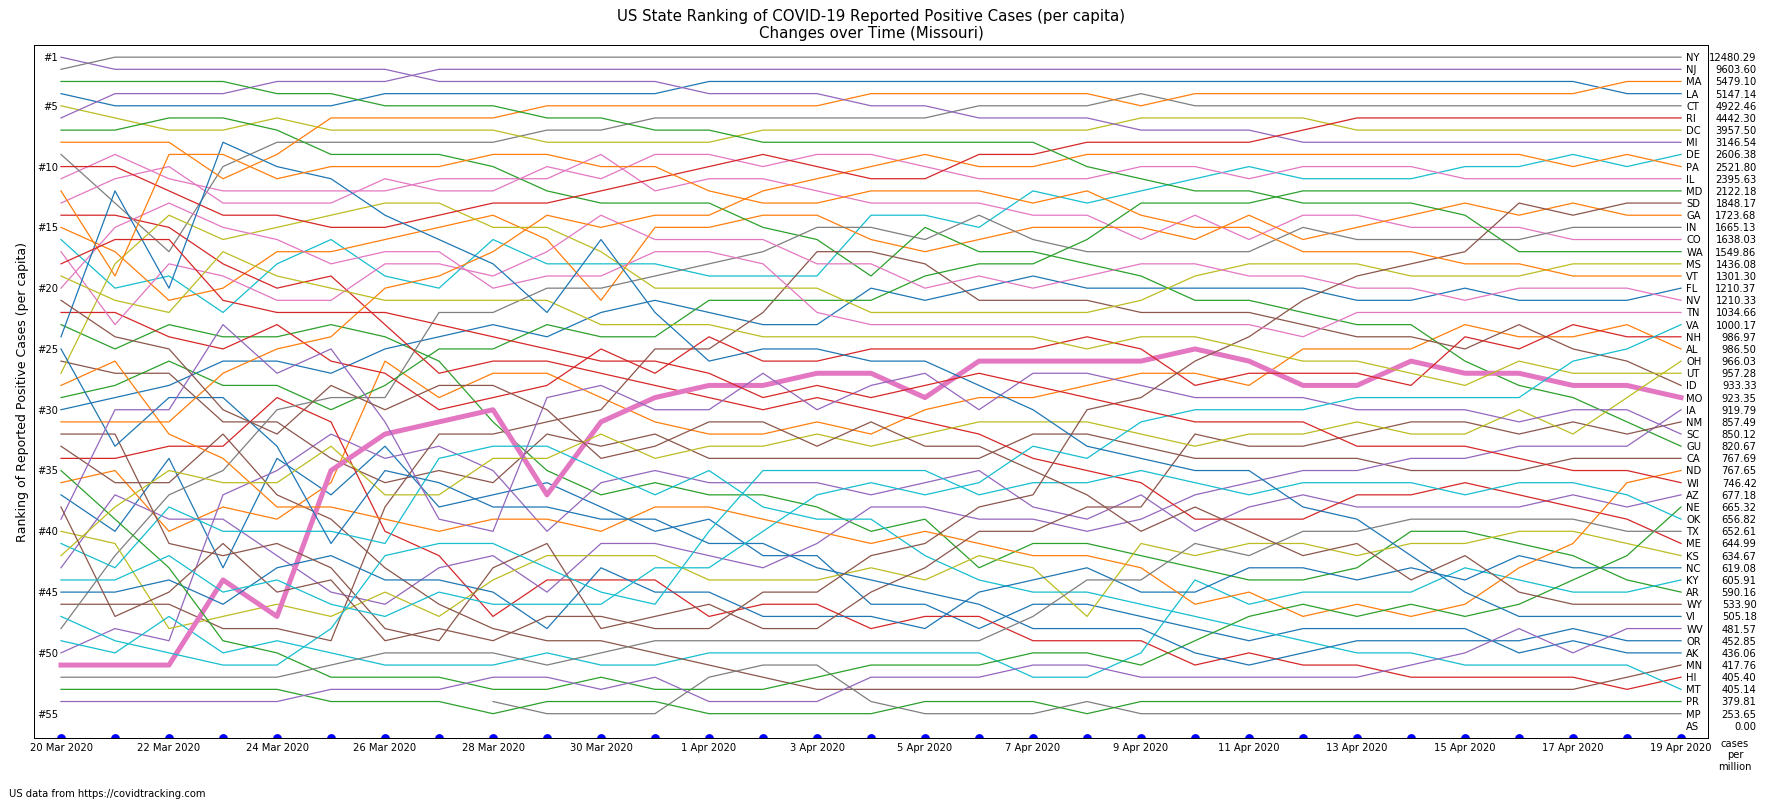 US State Ranking of COVID-19 Reported Positive Cases (per capita)
Changes over Time (Missouri)
Ranking of Reported Positive Cases (per capita)
#1
#5
#10
#15
#20
#25
#30
#35
#40
#45
#50
#55
NY 12480.29
NJ 9603.60
MA 5479.10
LA 5147.14
CT 4922.46
RI 4442.30
DC 3957.50
MI 3146.54
DE 2606.38
PA 2521.80
IL 2395.63
MD 2122.18
SD 1848.17
GA 1723.68
IN 1665.13
CO 1638.03
WA 1549.86
MS 1436.08
VT 1301.30
FL 1210.37
NV 1210.33
TN 1034.66
VA 1000.17
NH 986.97
AL 986.50
OH 966.03
UT 957.28
ID 933.33
MO 923.35
IA 919.79
NM 857.49
SC 850.12
GU 820.67
CA 767.69
ND 767.65
WI 746.42
AZ 677.18
NE 665.32
OK 656.82
TX 652.61
ME 644.99
KS 634.67
NC 619.08
KY 605.91
AR 590.16
WY 533.90
VI 505.18
WV 481.57
OR 452.85
AK 436.06
MN 417.76
HI 405.40
MT 405.14
PR 379.81
MP 253.65
AS 0.00
20 Mar 2020 22 Mar 2020 24 Mar 2020 26 Mar 2020 28 Mar 2020 30 Mar 2020 1 Apr 2020 3 Apr 2020 5 Apr 2020 7 Apr 2020 9 Apr 2020 11 Apr 2020 13 Apr 2020 15 Apr 2020 17 Apr 2020 19 Apr 2020
cases
per
million
US data from https://covidtracking.com